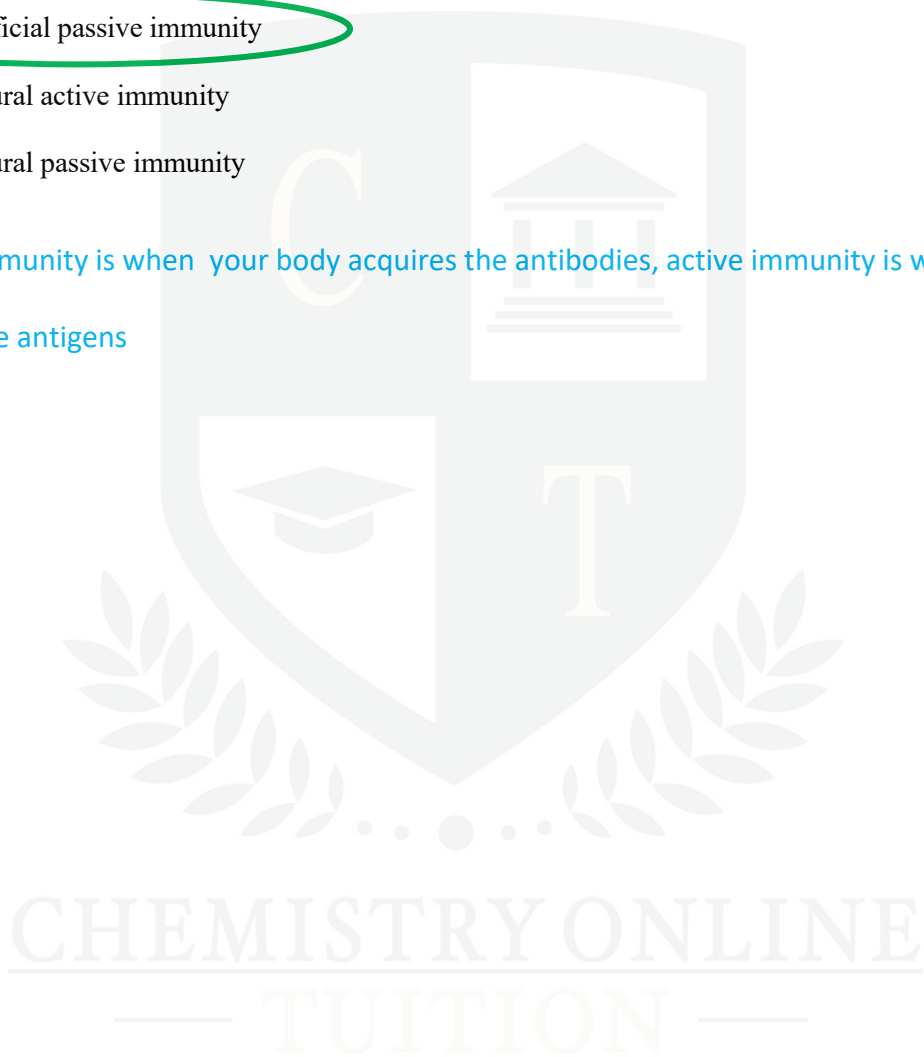 ficial passive immunity
ural active immunity
ural passive immunity
munity is when your body acquires the antibodies, active immunity is w
e antigens
C
T
CHEMISTRY ONLINE
TUITION